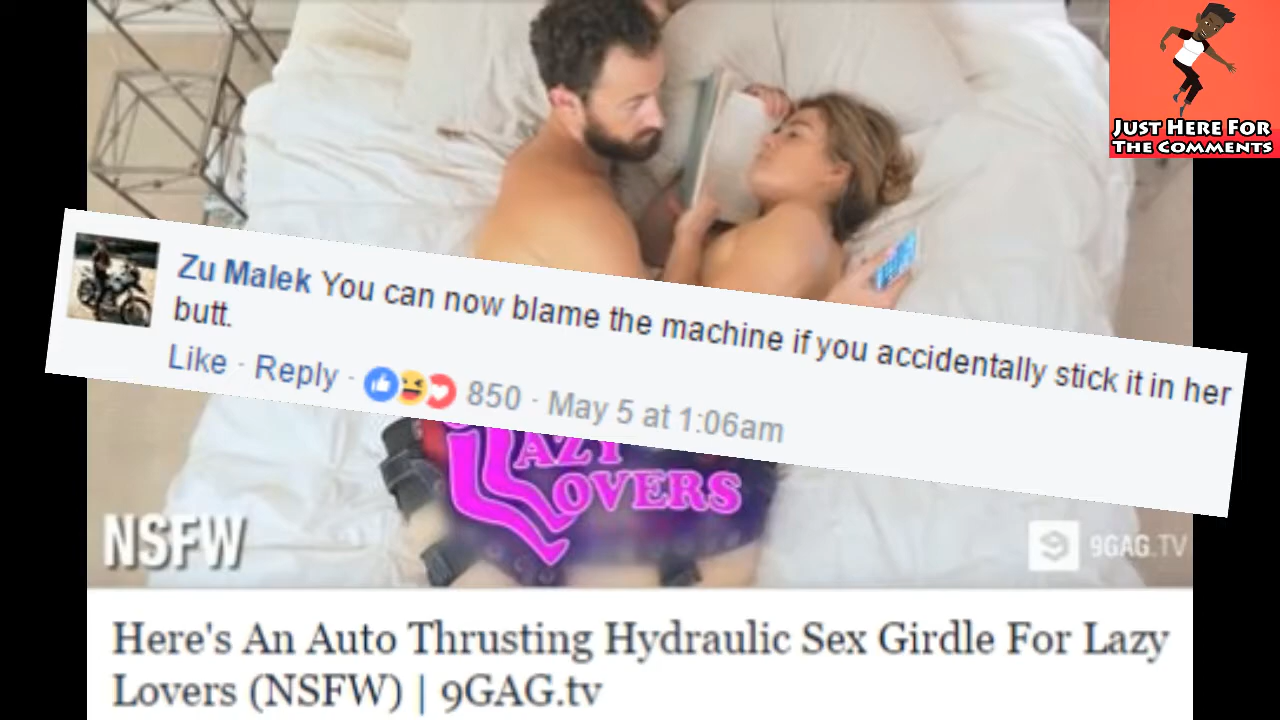 JUST HERE FOR
THE COMMENTS
Zu Malek You can now blame the machine if you accidentally stick it in her
butt.
Like · Reply · 850 · May 5 at 1:06am
LAZY
LOVERS
NSFW
9GAG.TV
Here's An Auto Thrusting Hydraulic Sex Girdle For Lazy
Lovers (NSFW) | 9GAG.tv